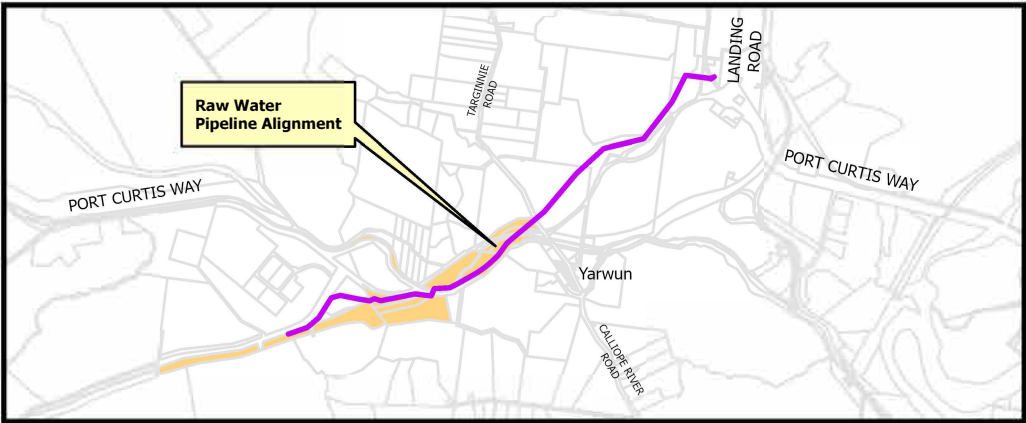 LANDING
ROAD
TARGINNIE
ROAD
Raw Water
Pipeline Alignment
PORT CURTIS WAY
PORT CURTIS WAY
Yarwun
CALLIOPE RIVER
ROAD